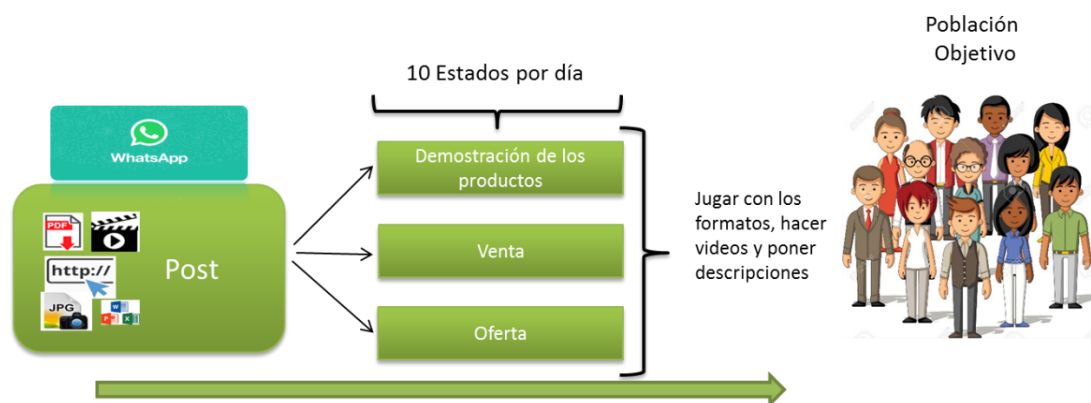 Población
Objetivo
10 Estados por día
WhatsApp
Demostración de los
productos
PDF
http://
Post
JPG
Venta
Jugar con los
formatos, hacer
videos y poner
descripciones
Oferta